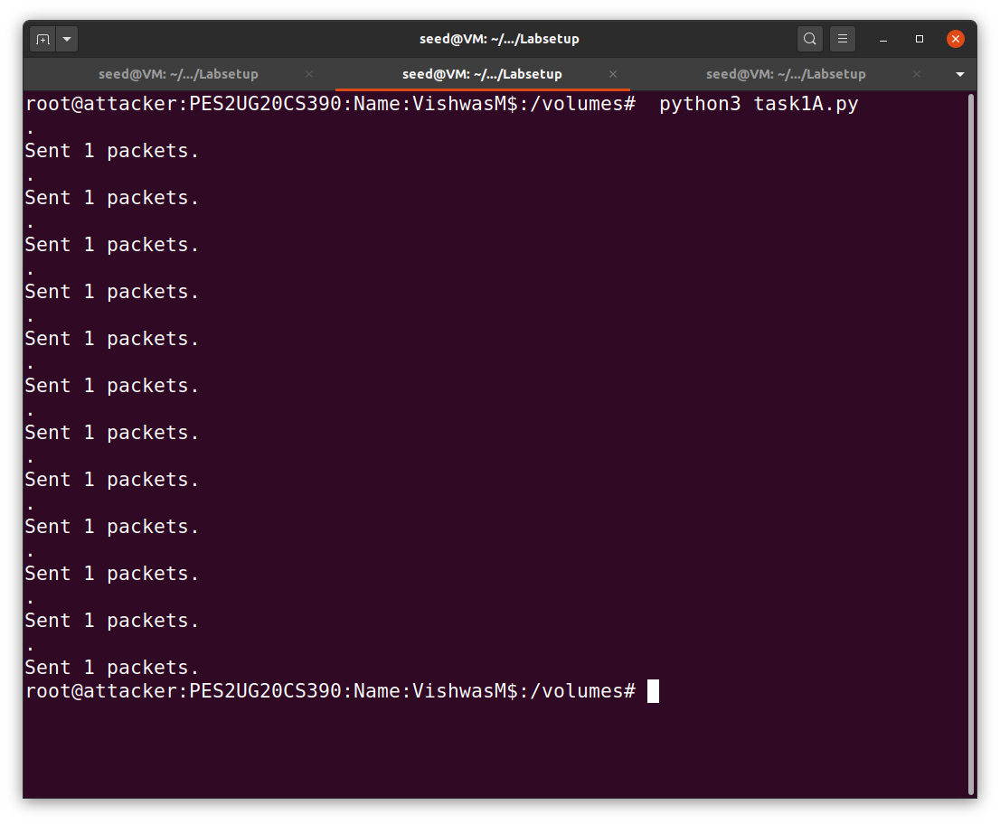 seed@VM: ~/.../Labsetup
seed@VM: ~/.../Labsetup seed@VM: ~/.../Labsetup seed@VM: ~/.../Labsetup
root@attacker:PES2UG20CS390:Name:VishwasM$:/volumes#  python3 task1A.py
.
Sent 1 packets.
.
Sent 1 packets.
.
Sent 1 packets.
.
Sent 1 packets.
.
Sent 1 packets.
.
Sent 1 packets.
.
Sent 1 packets.
.
Sent 1 packets.
.
Sent 1 packets.
.
Sent 1 packets.
.
Sent 1 packets.
.
Sent 1 packets.
root@attacker:PES2UG20CS390:Name:VishwasM$:/volumes#